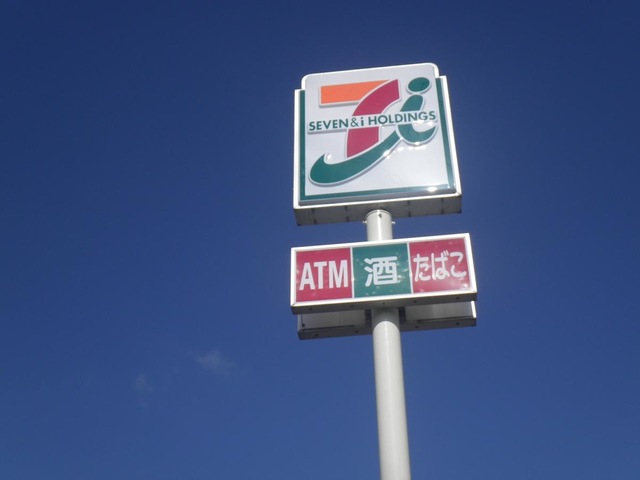 SEVEN & i HOLDINGS
ATM 酒 たばこ